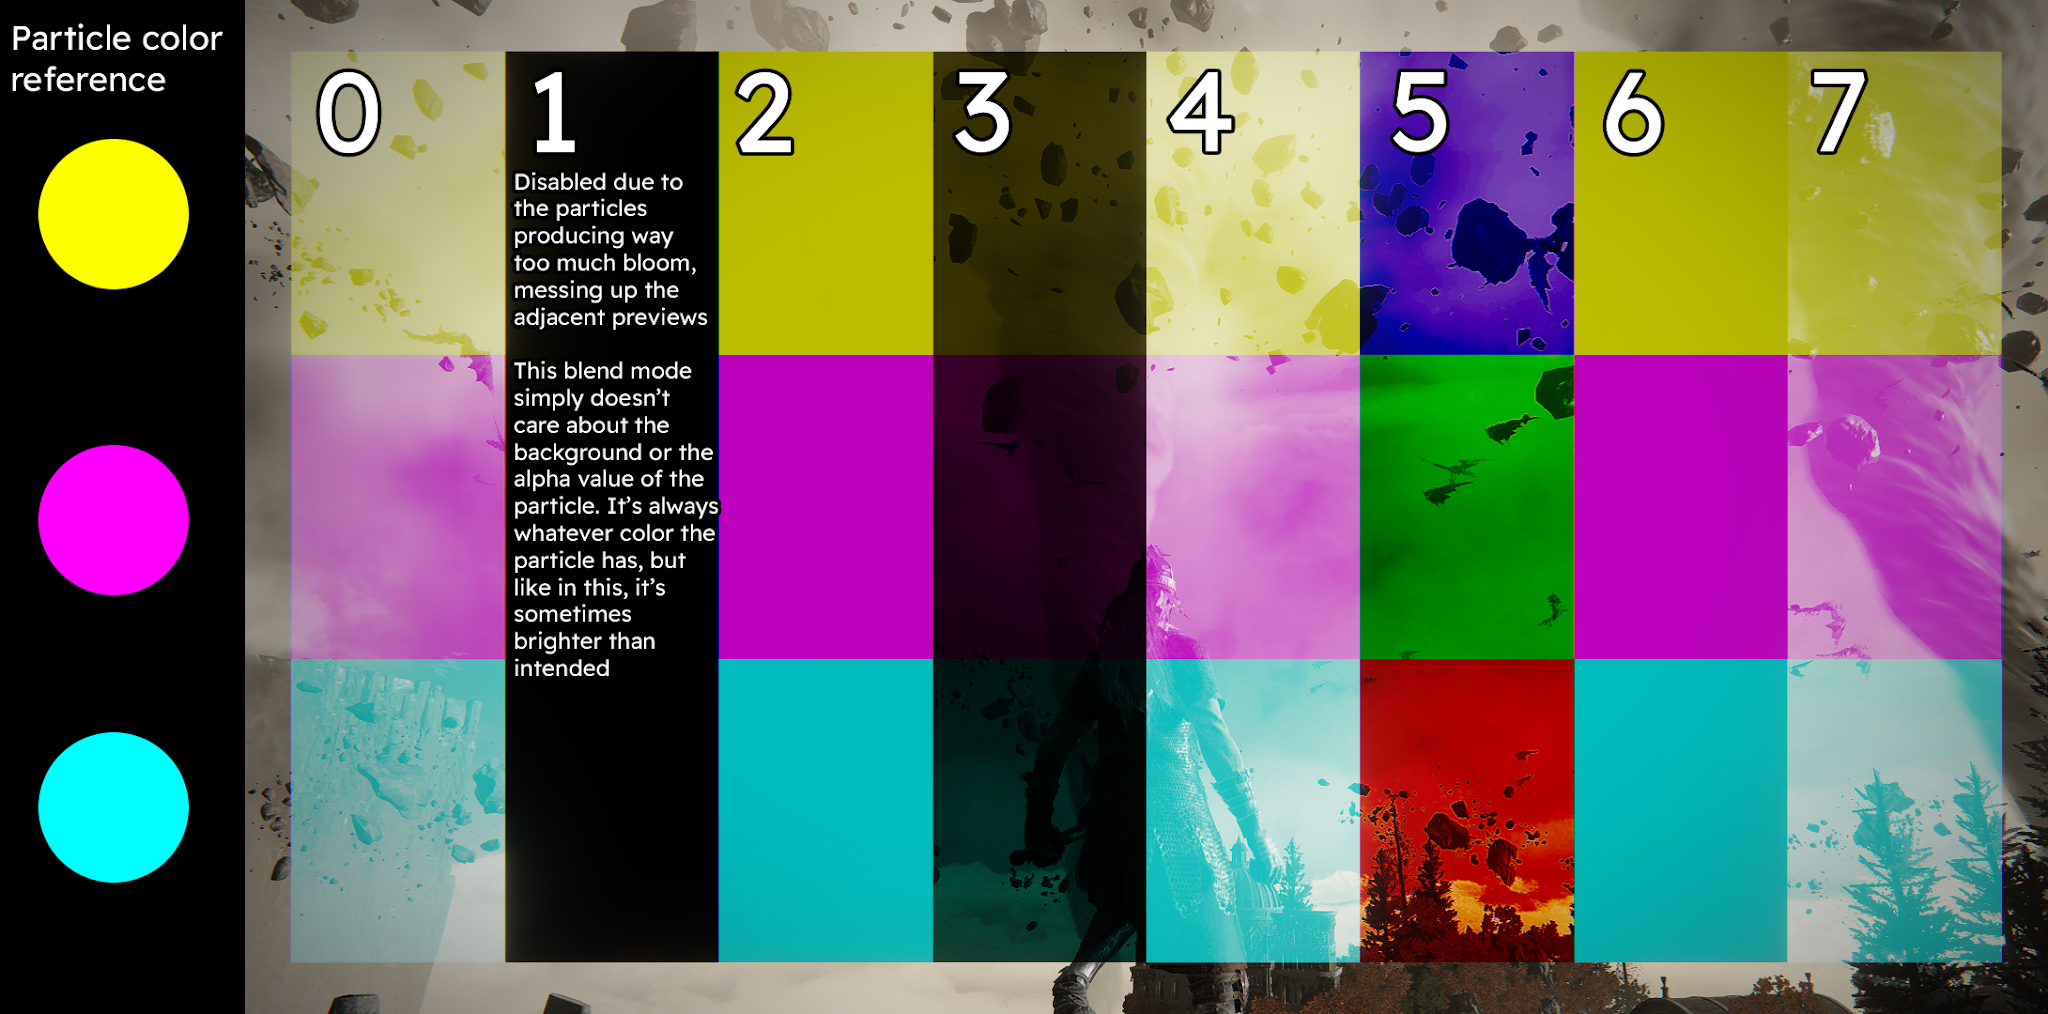 Particle color
reference
0
1
2
3
4
5
6
7
Disabled due to
the particles
producing way
too much bloom,
messing up the
adjacent previews
This blend mode
simply doesn't
care about the
background or the
alpha value of the
particle. It's always
whatever color the
particle has, but
like in this, it's
sometimes
brighter than
intended